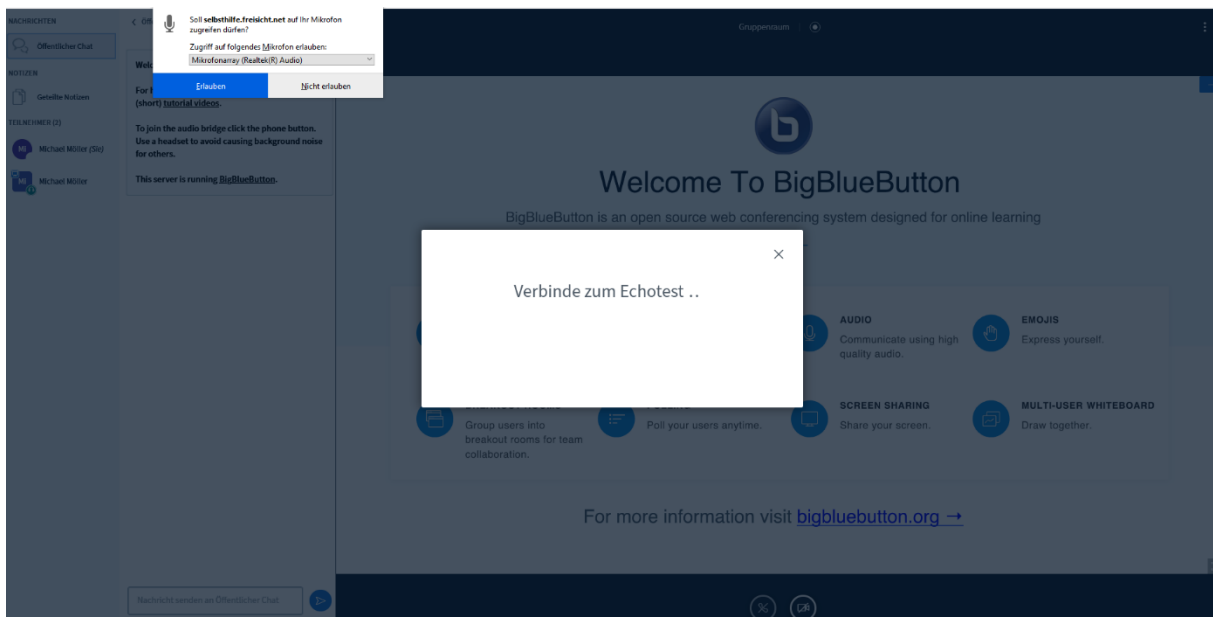 NACHRICHTEN
Öffentlicher Chat
NOTIZEN
Geteilte Notizen
TEILNEHMER (2)
MI
Michael Möller (Sie)
MI
Michael Möller
Soll selbsthilfe.freisicht.net auf Ihr Mikrofon
zugreifen dürfen?
Zugriff auf folgendes Mikrofon erlauben:
Mikrofonarray (Realtek(R) Audio)
Erlauben
Nicht erlauben
(short) tutorial videos.
To join the audio bridge click the phone button.
Use a headset to avoid causing background noise
for others.
This server is running BigBlueButton.
Nachricht senden an Öffentlicher Chat
Gruppenraum
b
Welcome To BigBlueButton
BigBlueButton is an open source web conferencing system designed for online learning
Verbinde zum Echotest ..
AUDIO
Communicate using high
quality audio.
EMOJIS
Express yourself.
Group users into
breakout rooms for team
collaboration.
Poll your users anytime.
SCREEN SHARING
Share your screen.
MULTI-USER WHITEBOARD
Draw together.
For more information visit bigbluebutton.org →